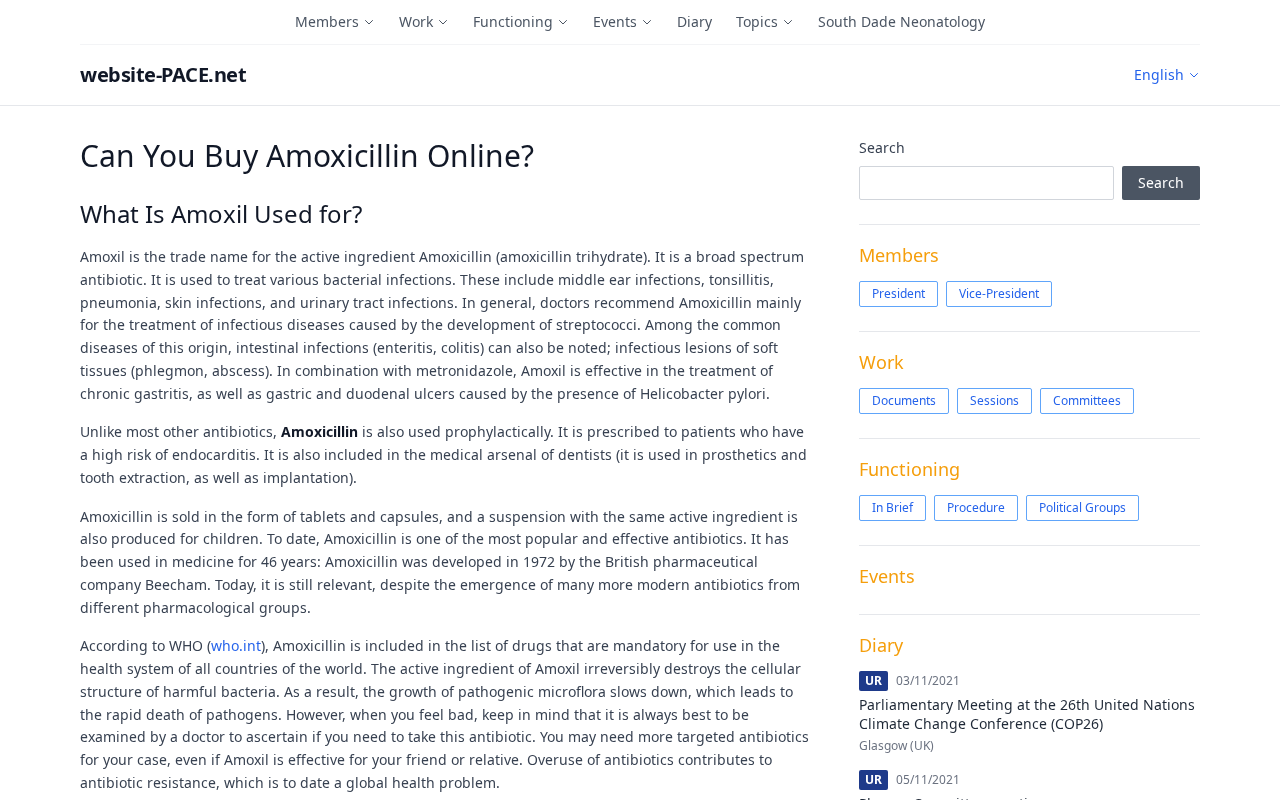 Members
Work
Functioning
Events
Diary
Topics
South Dade Neonatology
website-PACE.net
English
Can You Buy Amoxicillin Online?
What Is Amoxil Used for?
Amoxil is the trade name for the active ingredient Amoxicillin (amoxicillin trihydrate). It is a broad spectrum
antibiotic. It is used to treat various bacterial infections. These include middle ear infections, tonsillitis,
pneumonia, skin infections, and urinary tract infections. In general, doctors recommend Amoxicillin mainly
for the treatment of infectious diseases caused by the development of streptococci. Among the common
diseases of this origin, intestinal infections (enteritis, colitis) can also be noted; infectious lesions of soft
tissues (phlegmon, abscess). In combination with metronidazole, Amoxil is effective in the treatment of
chronic gastritis, as well as gastric and duodenal ulcers caused by the presence of Helicobacter pylori.
Unlike most other antibiotics, Amoxicillin is also used prophylactically. It is prescribed to patients who have
a high risk of endocarditis. It is also included in the medical arsenal of dentists (it is used in prosthetics and
tooth extraction, as well as implantation).
Amoxicillin is sold in the form of tablets and capsules, and a suspension with the same active ingredient is
also produced for children. To date, Amoxicillin is one of the most popular and effective antibiotics. It has
been used in medicine for 46 years: Amoxicillin was developed in 1972 by the British pharmaceutical
company Beecham. Today, it is still relevant, despite the emergence of many more modern antibiotics from
different pharmacological groups.
According to WHO (who.int), Amoxicillin is included in the list of drugs that are mandatory for use in the
health system of all countries of the world. The active ingredient of Amoxil irreversibly destroys the cellular
structure of harmful bacteria. As a result, the growth of pathogenic microflora slows down, which leads to
the rapid death of pathogens. However, when you feel bad, keep in mind that it is always best to be
examined by a doctor to ascertain if you need to take this antibiotic. You may need more targeted antibiotics
for your case, even if Amoxil is effective for your friend or relative. Overuse of antibiotics contributes to
antibiotic resistance, which is to date a global health problem.
Search
Search
Members
President
Vice-President
Work
Documents
Sessions
Committees
Functioning
In Brief
Procedure
Political Groups
Events
Diary
UR 03/11/2021
Parliamentary Meeting at the 26th United Nations
Climate Change Conference (COP26)
Glasgow (UK)
UR 05/11/2021